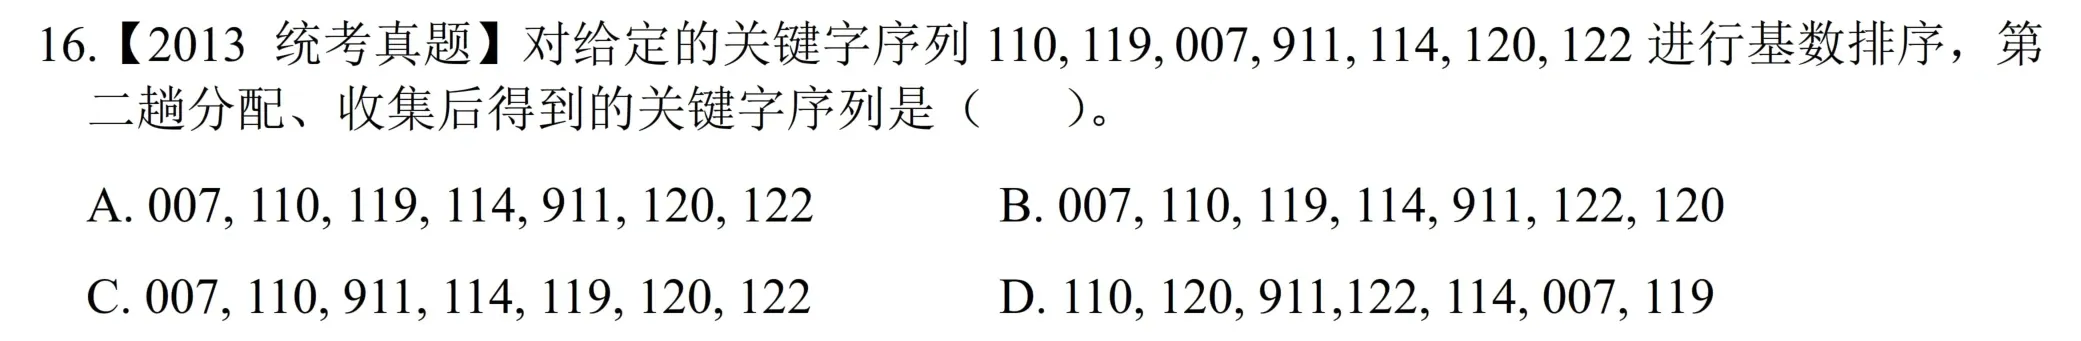 16.【2013 统考真题】对给定的关键字序列 110, 119, 007, 911, 114, 120, 122 进行基数排序，第
二趟分配、收集后得到的关键字序列是（  ）。
A. 007, 110, 119, 114, 911, 120, 122 B. 007, 110, 119, 114, 911, 122, 120
C. 007, 110, 911, 114, 119, 120, 122 D. 110, 120, 911,122, 114, 007, 119